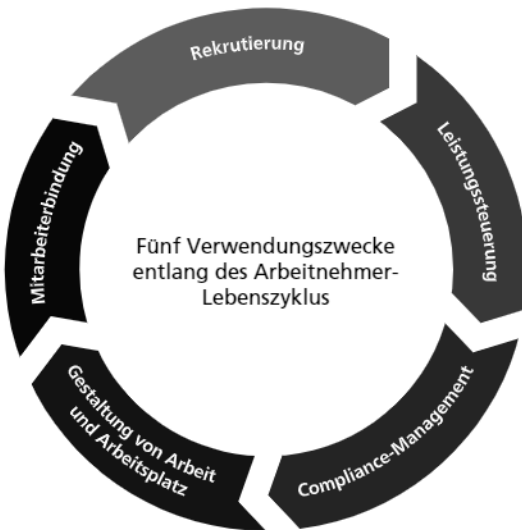 Rekrutierung
Leistungssteuerung
Compliance-Management
Gestaltung von Arbeit
und Arbeitsplatz
Mitarbeiterbindung
Fünf Verwendungszwecke
entlang des Arbeitnehmer-
Lebenszyklus